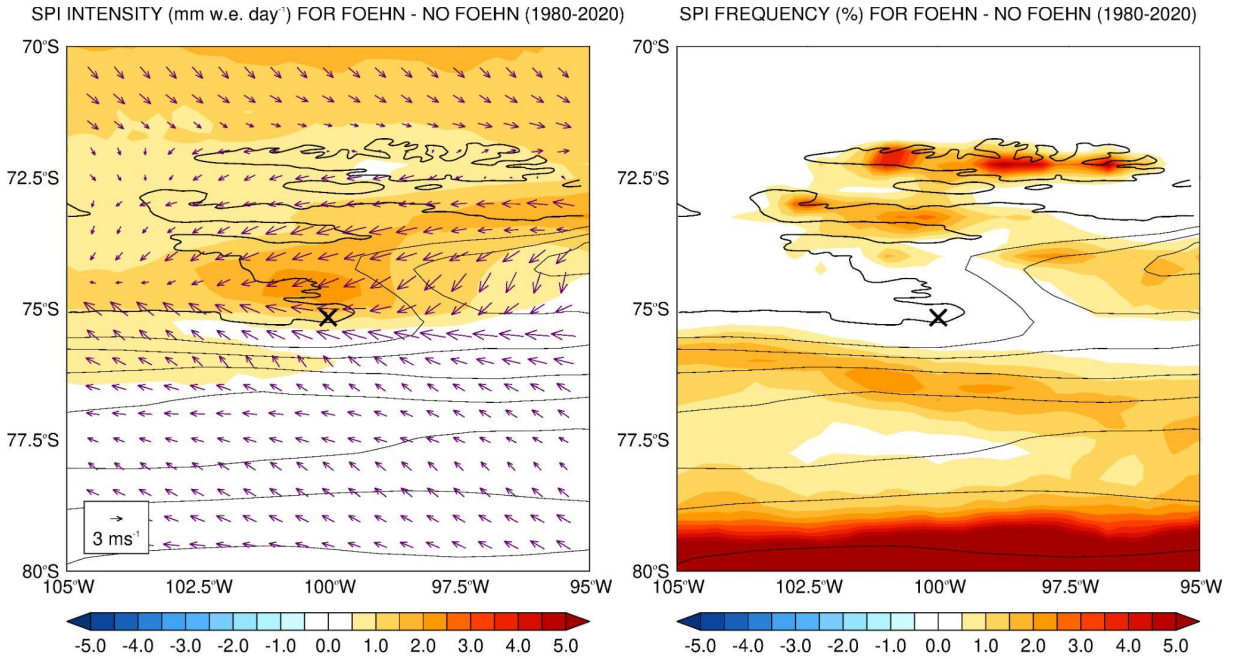 SPI INTENSITY (mm w.e. day⁻¹) FOR FOEHN - NO FOEHN (1980-2020)
70°S
72.5°S
75°S
77.5°S
80°S
3 ms⁻¹
105°W 102.5°W 100°W 97.5°W 95°W
-5.0 -4.0 -3.0 -2.0 -1.0 0.0 1.0 2.0 3.0 4.0 5.0
SPI FREQUENCY (%) FOR FOEHN - NO FOEHN (1980-2020)
70°S
72.5°S
75°S
77.5°S
80°S
105°W 102.5°W 100°W 97.5°W 95°W
-5.0 -4.0 -3.0 -2.0 -1.0 0.0 1.0 2.0 3.0 4.0 5.0